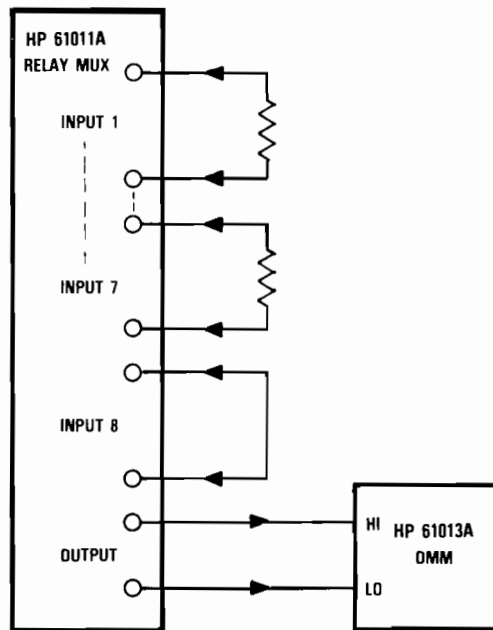 HP 61011A
RELAY MUX
INPUT 1
INPUT 7
INPUT 8
OUTPUT
HI
HP 61013A
DMM
LO